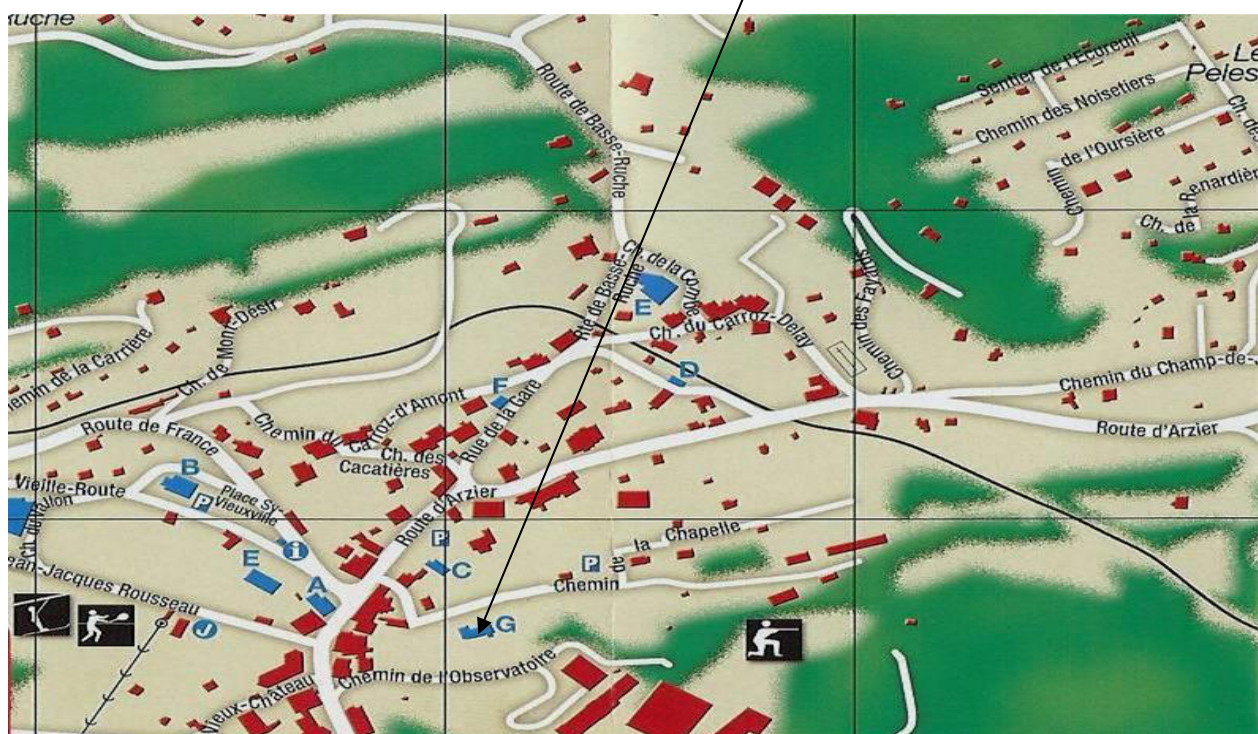 Ruche
Sentier de l'Ecureuil
Le
Peles
Route de Basse-Ruche
Chemin des Noisetiers
Ch. de
Chemin de l'Oursière
Ch. de la Renardière
Rte de Basse-Ruche
Ch. de la Combe
E
Ch. du Carroz-Delay
Chemin des Fayards
Chemin de la Carrière
Ch. de Mont-Désir
D
Chemin du Champ-de-
F
Route de France
Chemin du Carroz-d'Amont
Rue de la Gare
Route d'Arzier
Ch. des
Cacatières
B
Vieille-Route
P
Place Sy-
Vieuxville
Ch. du Vallon
Route d'Arzier
P
i
la Chapelle
E
P
de
C
Chemin
A
Jean-Jacques Rousseau
J
G
Chemin de l'Observatoire
Vieux-Château